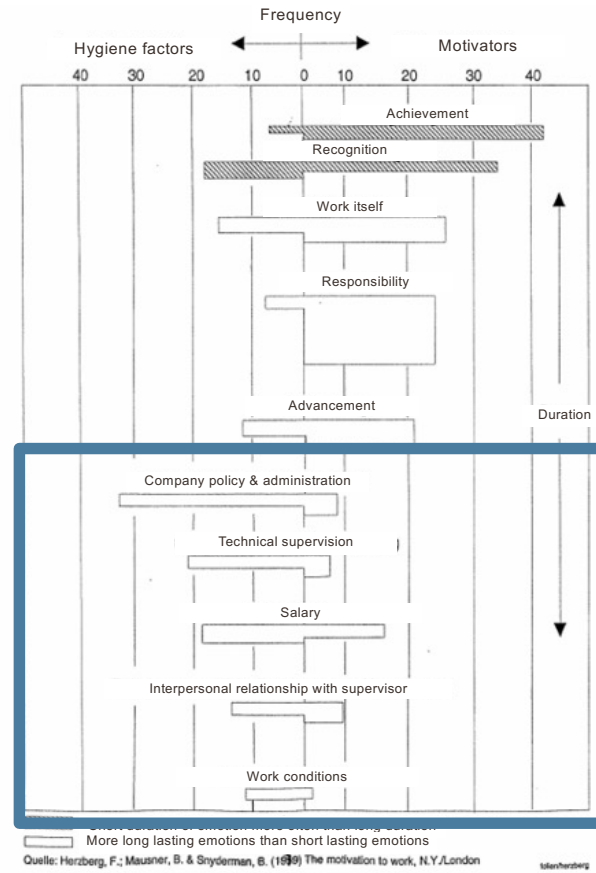 Frequency
Hygiene factors
Motivators
40 30 20 10 0 10 20 30 40
Achievement
Recognition
Work itself
Responsibility
Advancement
Duration
Company policy & administration
Technical supervision
Salary
Interpersonal relationship with supervisor
Work conditions
More long lasting emotions than short lasting emotions
Quelle: Herzberg, F.; Mausner, B. & Snyderman, B. The motivation to work, N.Y./London